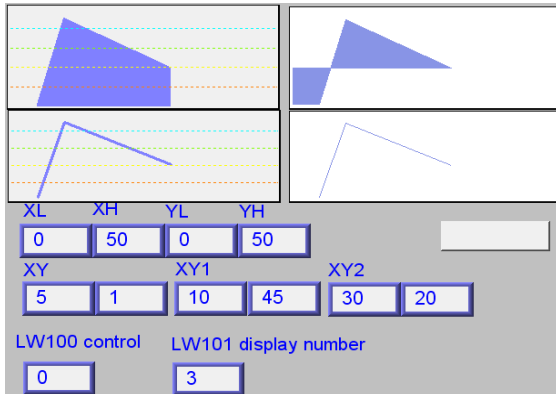 XL XH YL YH
0 50 0 50
XY XY1 XY2
5 1 10 45 30 20
LW100 control LW101 display number
0 3